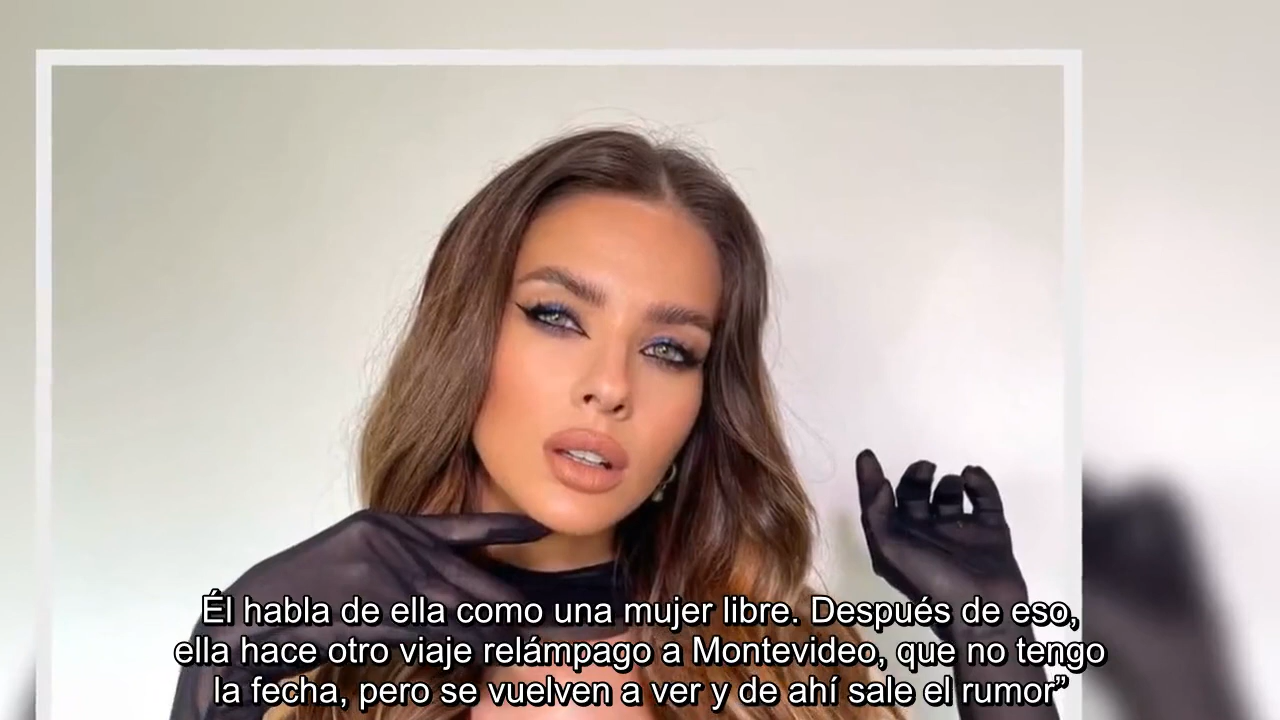 Él habla de ella como una mujer libre. Después de eso,
ella hace otro viaje relámpago a Montevideo, que no tengo
la fecha, pero se vuelven a ver y de ahí sale el rumor”